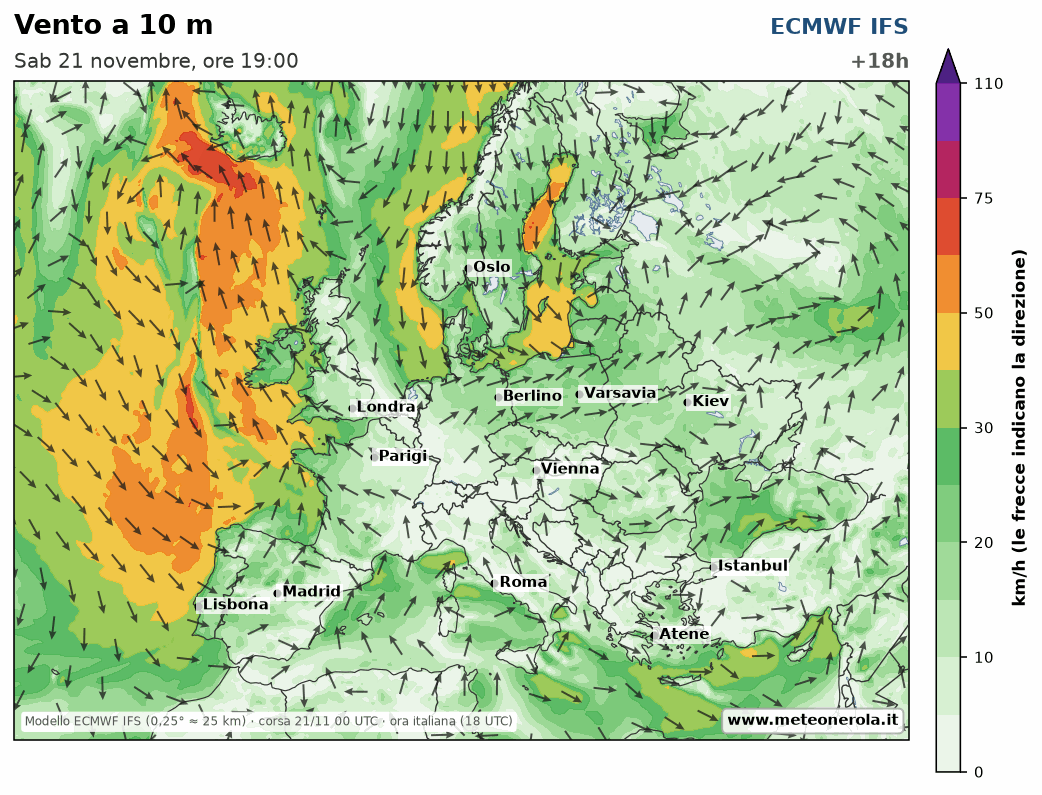 Vento a 10 m
ECMWF IFS
Sab 21 novembre, ore 19:00
+18h
110
75
50
30
20
10
0
km/h (le frecce indicano la direzione)
Oslo
Berlino
Varsavia
Kiev
Londra
Parigi
Vienna
Istanbul
Roma
Madrid
Lisbona
Atene
Modello ECMWF IFS (0,25° ≈ 25 km) · corsa 21/11 00 UTC · ora italiana (18 UTC)
www.meteonerola.it